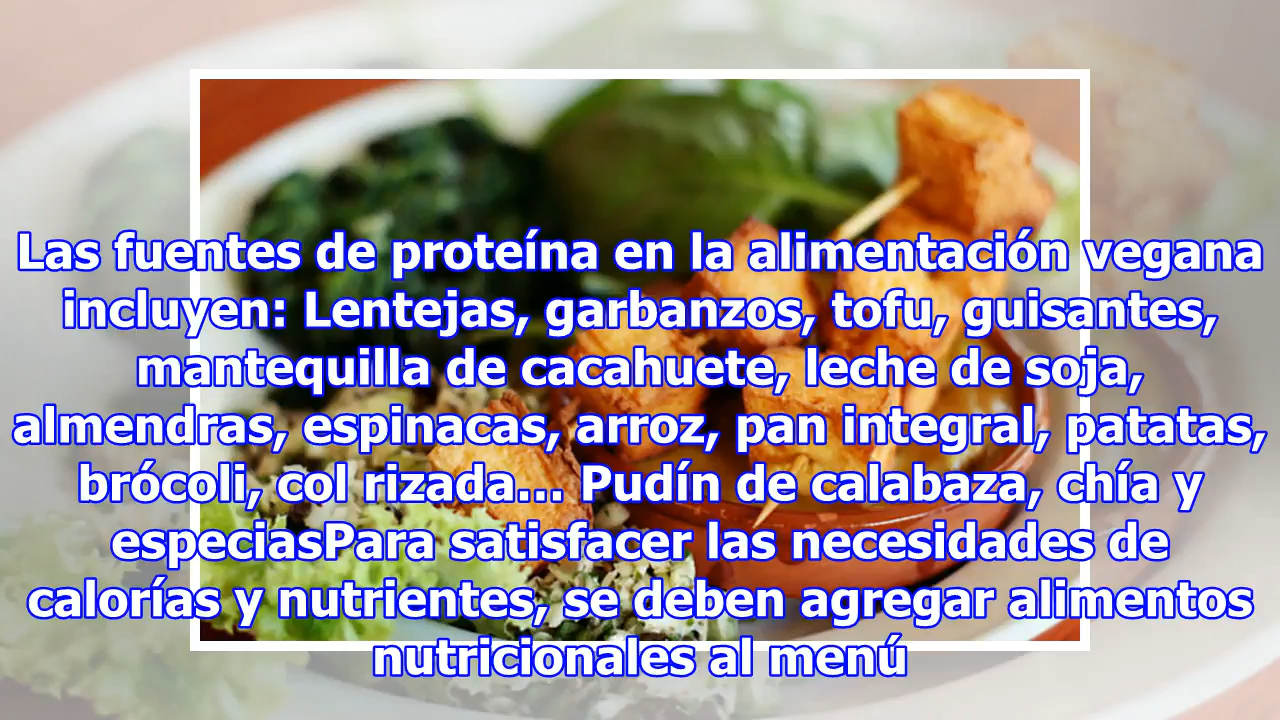 Las fuentes de proteína en la alimentación vegana
incluyen: Lentejas, garbanzos, tofu, guisantes,
mantequilla de cacahuete, leche de soja,
almendras, espinacas, arroz, pan integral, patatas,
brócoli, col rizada... Pudín de calabaza, chía y
especiasPara satisfacer las necesidades de
calorías y nutrientes, se deben agregar alimentos
nutricionales al menú